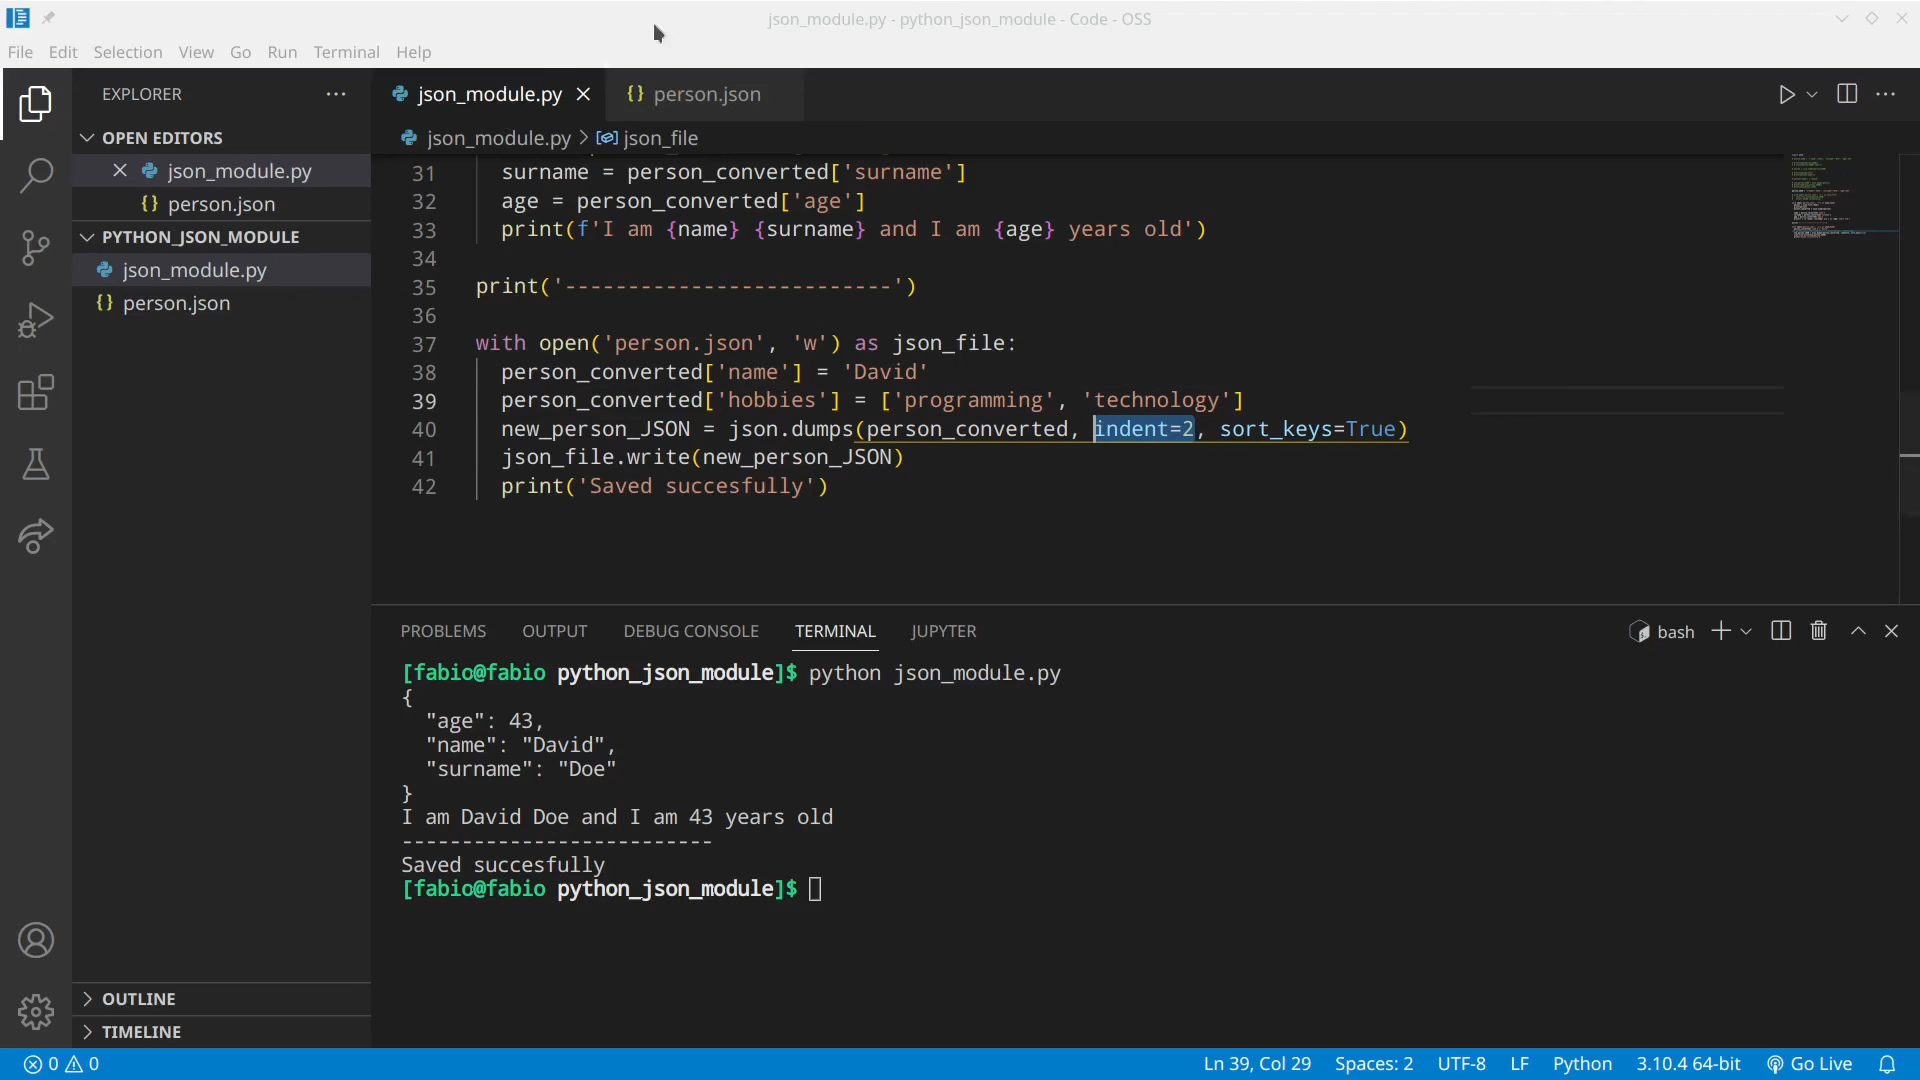 json_module.py - python_json_module - Code - OSS
File Edit Selection View Go Run Terminal Help
EXPLORER
OPEN EDITORS
json_module.py
person.json
PYTHON_JSON_MODULE
json_module.py
person.json
OUTLINE
TIMELINE
json_module.py person.json
json_module.py > json_file
31 surname = person_converted['surname']
32 age = person_converted['age']
33 print(f'I am {name} {surname} and I am {age} years old')
34
35 print('--------------------------')
36
37 with open('person.json', 'w') as json_file:
38 person_converted['name'] = 'David'
39 person_converted['hobbies'] = ['programming', 'technology']
40 new_person_JSON = json.dumps(person_converted, indent=2, sort_keys=True)
41 json_file.write(new_person_JSON)
42 print('Saved succesfully')
PROBLEMS OUTPUT DEBUG CONSOLE TERMINAL JUPYTER
bash
[fabio@fabio python_json_module]$ python json_module.py
{
"age": 43,
"name": "David",
"surname": "Doe"
}
I am David Doe and I am 43 years old
--------------------------
Saved succesfully
[fabio@fabio python_json_module]$
0 0
Ln 39, Col 29 Spaces: 2 UTF-8 LF Python 3.10.4 64-bit Go Live